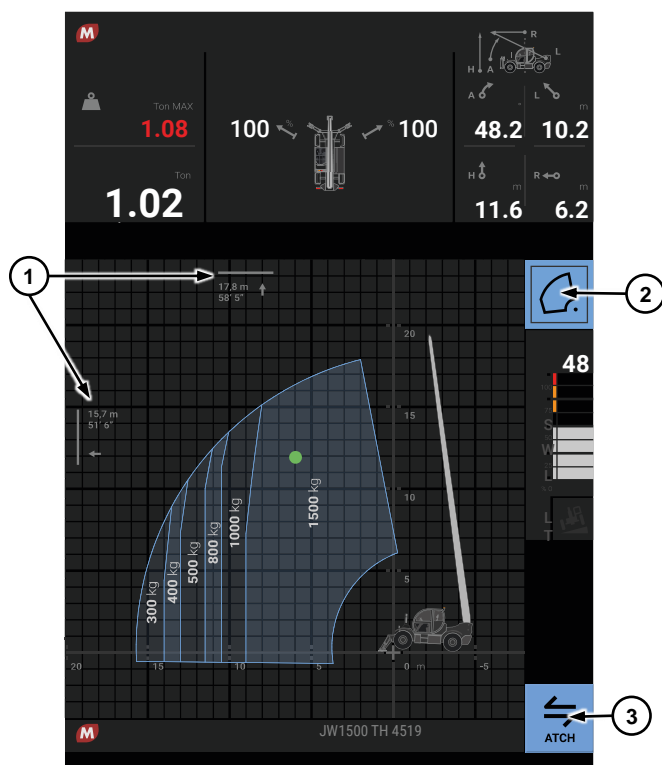 M
R
L
H
A
Ton MAX
1.08
Ton
1.02
100 %
% 100
A
L m
48.2 10.2
H m
R m
11.6 6.2
1
17,8 m
58' 5"
2
48
15,7 m
51' 6"
20
15
10
5
S
W
L
L
T
300 kg
400 kg
500 kg
800 kg
1000 kg
1500 kg
20 15 10 5 0 m -5
M
JW1500 TH 4519
ATCH
3